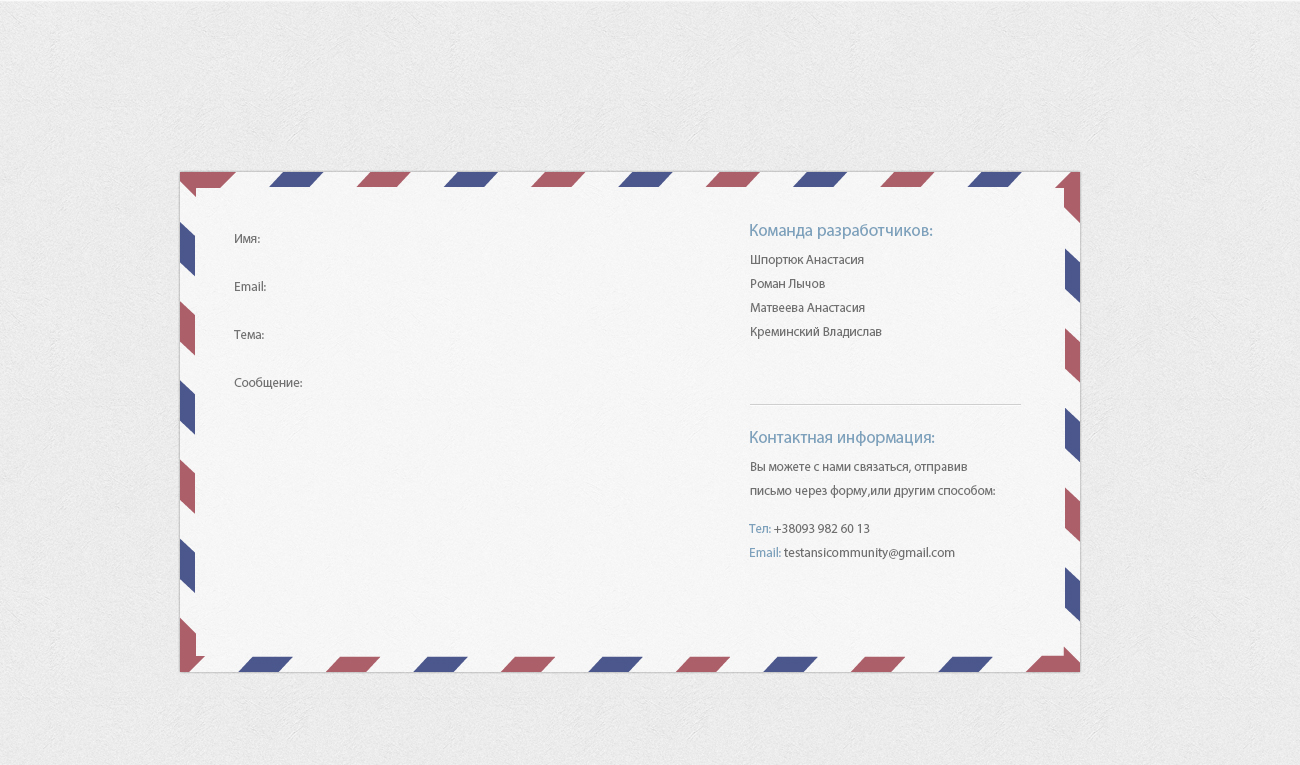 Имя:
Email:
Тема:
Сообщение:
Команда разработчиков:
Шпортюк Анастасия
Роман Лычов
Матвеева Анастасия
Креминский Владислав
Контактная информация:
Вы можете с нами связаться, отправив
письмо через форму,или другим способом:
Тел: +38093 982 60 13
Email: testansicommunity@gmail.com